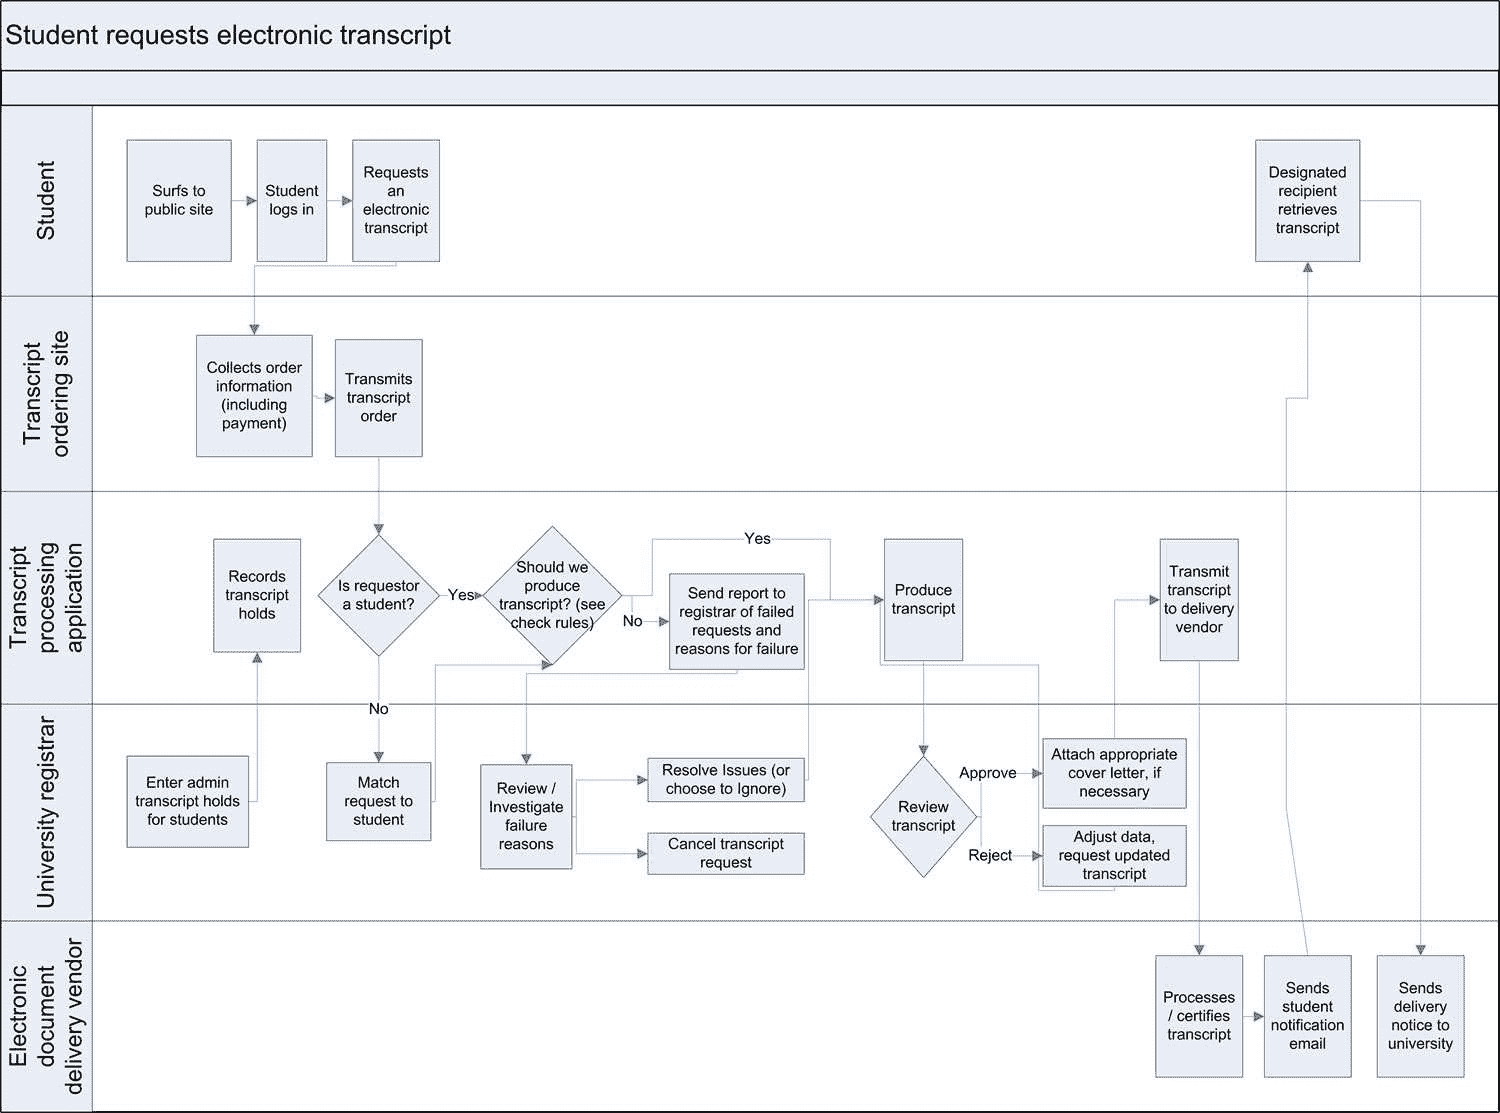 Student requests electronic transcript
Student
Surfs to
public site
Student
logs in
Requests
an
electronic
transcript
Designated
recipient
retrieves
transcript
Transcript
ordering site
Collects order
information
(including
payment)
Transmits
transcript
order
Transcript
processing
application
Records
transcript
holds
Is requestor
a student?
Yes
No
Should we
produce
transcript? (see
check rules)
Yes
No
Send report to
registrar of failed
requests and
reasons for failure
Produce
transcript
Transmit
transcript
to delivery
vendor
University registrar
Enter admin
transcript holds
for students
Match
request to
student
Review /
Investigate
failure
reasons
Resolve Issues (or
choose to Ignore)
Cancel transcript
request
Review
transcript
Approve
Reject
Attach appropriate
cover letter, if
necessary
Adjust data,
request updated
transcript
Electronic
document
delivery vendor
Processes
/ certifies
transcript
Sends
student
notification
email
Sends
delivery
notice to
university